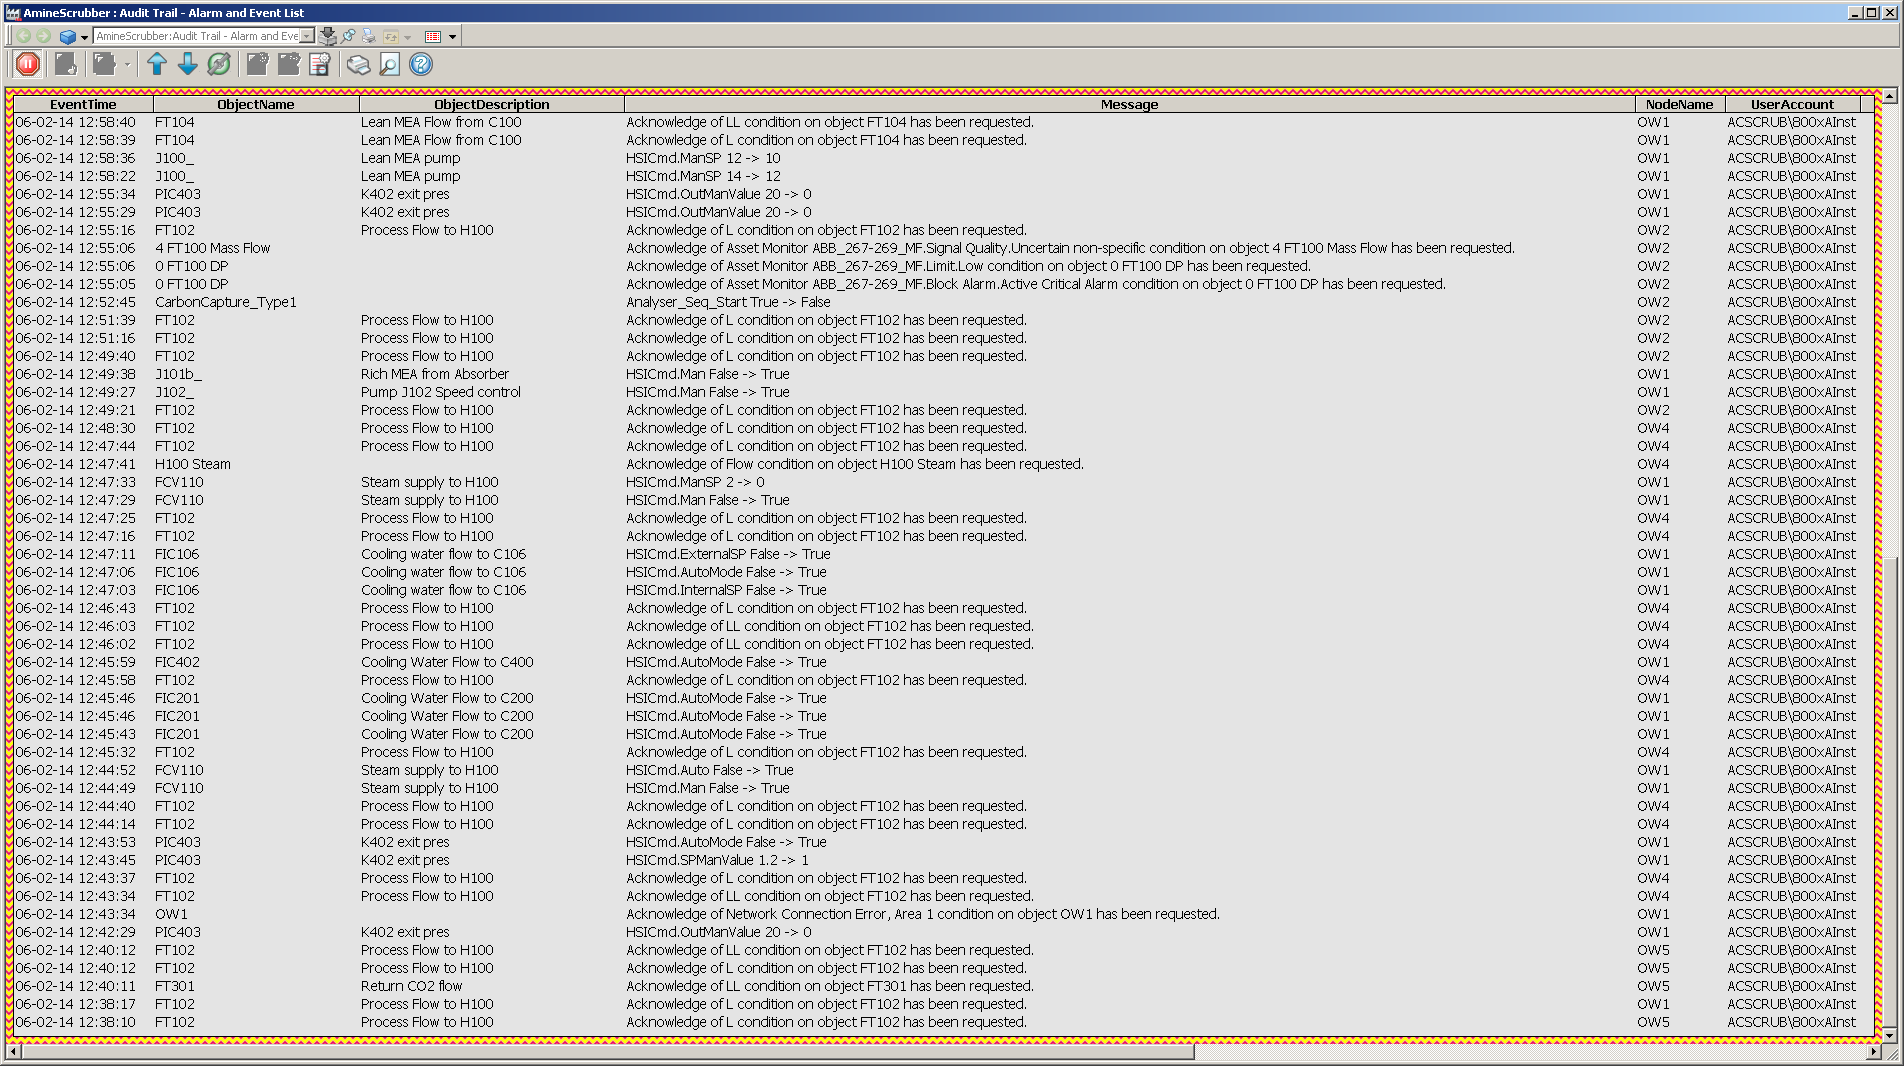 AmineScrubber : Audit Trail - Alarm and Event List
AmineScrubber:Audit Trail - Alarm and Eve
EventTime ObjectName ObjectDescription Message NodeName UserAccount
06-02-14 12:58:40 FT104 Lean MEA Flow from C100 Acknowledge of LL condition on object FT104 has been requested. OW1 ACSCRUB\800xAInst
06-02-14 12:58:39 FT104 Lean MEA Flow from C100 Acknowledge of L condition on object FT104 has been requested. OW1 ACSCRUB\800xAInst
06-02-14 12:58:36 J100_ Lean MEA pump HSICmd.ManSP 12 -> 10 OW1 ACSCRUB\800xAInst
06-02-14 12:58:22 J100_ Lean MEA pump HSICmd.ManSP 14 -> 12 OW1 ACSCRUB\800xAInst
06-02-14 12:55:34 PIC403 K402 exit pres HSICmd.OutManValue 20 -> 0 OW1 ACSCRUB\800xAInst
06-02-14 12:55:29 PIC403 K402 exit pres HSICmd.OutManValue 20 -> 0 OW1 ACSCRUB\800xAInst
06-02-14 12:55:16 FT102 Process Flow to H100 Acknowledge of L condition on object FT102 has been requested. OW2 ACSCRUB\800xAInst
06-02-14 12:55:06 4 FT100 Mass Flow Acknowledge of Asset Monitor ABB_267-269_MF.Signal Quality.Uncertain non-specific condition on object 4 FT100 Mass Flow has been requested. OW2 ACSCRUB\800xAInst
06-02-14 12:55:06 0 FT100 DP Acknowledge of Asset Monitor ABB_267-269_MF.Limit.Low condition on object 0 FT100 DP has been requested. OW2 ACSCRUB\800xAInst
06-02-14 12:55:05 0 FT100 DP Acknowledge of Asset Monitor ABB_267-269_MF.Block Alarm.Active Critical Alarm condition on object 0 FT100 DP has been requested. OW2 ACSCRUB\800xAInst
06-02-14 12:52:45 CarbonCapture_Type1 Analyser_Seq_Start True -> False OW2 ACSCRUB\800xAInst
06-02-14 12:51:39 FT102 Process Flow to H100 Acknowledge of L condition on object FT102 has been requested. OW2 ACSCRUB\800xAInst
06-02-14 12:51:16 FT102 Process Flow to H100 Acknowledge of L condition on object FT102 has been requested. OW2 ACSCRUB\800xAInst
06-02-14 12:49:40 FT102 Process Flow to H100 Acknowledge of L condition on object FT102 has been requested. OW2 ACSCRUB\800xAInst
06-02-14 12:49:38 J101b_ Rich MEA from Absorber HSICmd.Man False -> True OW1 ACSCRUB\800xAInst
06-02-14 12:49:27 J102_ Pump J102 Speed control HSICmd.Man False -> True OW1 ACSCRUB\800xAInst
06-02-14 12:49:21 FT102 Process Flow to H100 Acknowledge of L condition on object FT102 has been requested. OW2 ACSCRUB\800xAInst
06-02-14 12:48:30 FT102 Process Flow to H100 Acknowledge of L condition on object FT102 has been requested. OW4 ACSCRUB\800xAInst
06-02-14 12:47:44 FT102 Process Flow to H100 Acknowledge of L condition on object FT102 has been requested. OW4 ACSCRUB\800xAInst
06-02-14 12:47:41 H100 Steam Acknowledge of Flow condition on object H100 Steam has been requested. OW4 ACSCRUB\800xAInst
06-02-14 12:47:33 FCV110 Steam supply to H100 HSICmd.ManSP 2 -> 0 OW1 ACSCRUB\800xAInst
06-02-14 12:47:29 FCV110 Steam supply to H100 HSICmd.Man False -> True OW1 ACSCRUB\800xAInst
06-02-14 12:47:25 FT102 Process Flow to H100 Acknowledge of L condition on object FT102 has been requested. OW4 ACSCRUB\800xAInst
06-02-14 12:47:16 FT102 Process Flow to H100 Acknowledge of L condition on object FT102 has been requested. OW4 ACSCRUB\800xAInst
06-02-14 12:47:11 FIC106 Cooling water flow to C106 HSICmd.ExternalSP False -> True OW1 ACSCRUB\800xAInst
06-02-14 12:47:06 FIC106 Cooling water flow to C106 HSICmd.AutoMode False -> True OW1 ACSCRUB\800xAInst
06-02-14 12:47:03 FIC106 Cooling water flow to C106 HSICmd.InternalSP False -> True OW1 ACSCRUB\800xAInst
06-02-14 12:46:43 FT102 Process Flow to H100 Acknowledge of L condition on object FT102 has been requested. OW4 ACSCRUB\800xAInst
06-02-14 12:46:03 FT102 Process Flow to H100 Acknowledge of LL condition on object FT102 has been requested. OW4 ACSCRUB\800xAInst
06-02-14 12:46:02 FT102 Process Flow to H100 Acknowledge of LL condition on object FT102 has been requested. OW4 ACSCRUB\800xAInst
06-02-14 12:45:59 FIC402 Cooling Water Flow to C400 HSICmd.AutoMode False -> True OW1 ACSCRUB\800xAInst
06-02-14 12:45:58 FT102 Process Flow to H100 Acknowledge of L condition on object FT102 has been requested. OW4 ACSCRUB\800xAInst
06-02-14 12:45:46 FIC201 Cooling Water Flow to C200 HSICmd.AutoMode False -> True OW1 ACSCRUB\800xAInst
06-02-14 12:45:46 FIC201 Cooling Water Flow to C200 HSICmd.AutoMode False -> True OW1 ACSCRUB\800xAInst
06-02-14 12:45:43 FIC201 Cooling Water Flow to C200 HSICmd.AutoMode False -> True OW1 ACSCRUB\800xAInst
06-02-14 12:45:32 FT102 Process Flow to H100 Acknowledge of L condition on object FT102 has been requested. OW4 ACSCRUB\800xAInst
06-02-14 12:44:52 FCV110 Steam supply to H100 HSICmd.Auto False -> True OW1 ACSCRUB\800xAInst
06-02-14 12:44:49 FCV110 Steam supply to H100 HSICmd.Man False -> True OW1 ACSCRUB\800xAInst
06-02-14 12:44:40 FT102 Process Flow to H100 Acknowledge of L condition on object FT102 has been requested. OW4 ACSCRUB\800xAInst
06-02-14 12:44:14 FT102 Process Flow to H100 Acknowledge of L condition on object FT102 has been requested. OW4 ACSCRUB\800xAInst
06-02-14 12:43:53 PIC403 K402 exit pres HSICmd.AutoMode False -> True OW1 ACSCRUB\800xAInst
06-02-14 12:43:45 PIC403 K402 exit pres HSICmd.SPManValue 1.2 -> 1 OW1 ACSCRUB\800xAInst
06-02-14 12:43:37 FT102 Process Flow to H100 Acknowledge of L condition on object FT102 has been requested. OW4 ACSCRUB\800xAInst
06-02-14 12:43:34 FT102 Process Flow to H100 Acknowledge of LL condition on object FT102 has been requested. OW4 ACSCRUB\800xAInst
06-02-14 12:43:34 OW1 Acknowledge of Network Connection Error, Area 1 condition on object OW1 has been requested. OW1 ACSCRUB\800xAInst
06-02-14 12:42:29 PIC403 K402 exit pres HSICmd.OutManValue 20 -> 0 OW1 ACSCRUB\800xAInst
06-02-14 12:40:12 FT102 Process Flow to H100 Acknowledge of LL condition on object FT102 has been requested. OW5 ACSCRUB\800xAInst
06-02-14 12:40:12 FT102 Process Flow to H100 Acknowledge of L condition on object FT102 has been requested. OW5 ACSCRUB\800xAInst
06-02-14 12:40:11 FT301 Return CO2 flow Acknowledge of LL condition on object FT301 has been requested. OW5 ACSCRUB\800xAInst
06-02-14 12:38:17 FT102 Process Flow to H100 Acknowledge of L condition on object FT102 has been requested. OW1 ACSCRUB\800xAInst
06-02-14 12:38:10 FT102 Process Flow to H100 Acknowledge of L condition on object FT102 has been requested. OW5 ACSCRUB\800xAInst